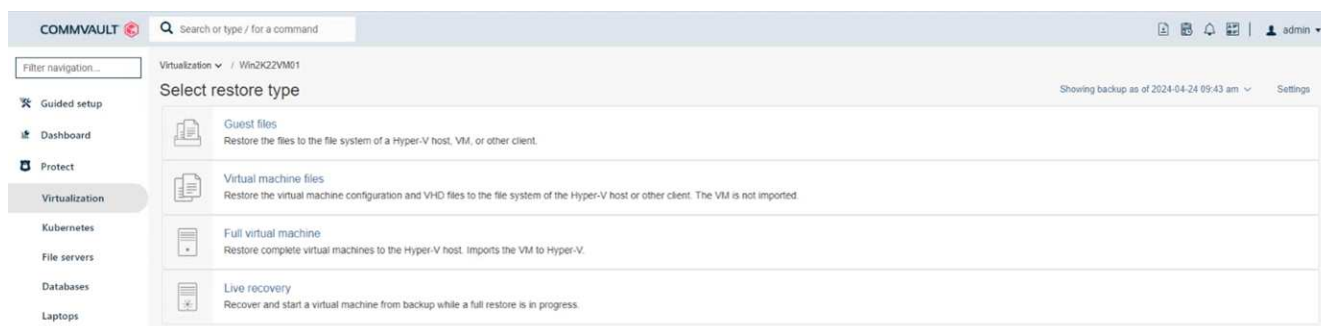 COMMVAULT
Search or type / for a command
admin
Filter navigation...
Guided setup
Dashboard
Protect
Virtualization
Kubernetes
File servers
Databases
Laptops
Virtualization / Win2K22VM01
Select restore type
Showing backup as of 2024-04-24 09:43 am
Settings
Guest files
Restore the files to the file system of a Hyper-V host, VM, or other client.
Virtual machine files
Restore the virtual machine configuration and VHD files to the file system of the Hyper-V host or other client. The VM is not imported.
Full virtual machine
Restore complete virtual machines to the Hyper-V host. Imports the VM to Hyper-V.
Live recovery
Recover and start a virtual machine from backup while a full restore is in progress.